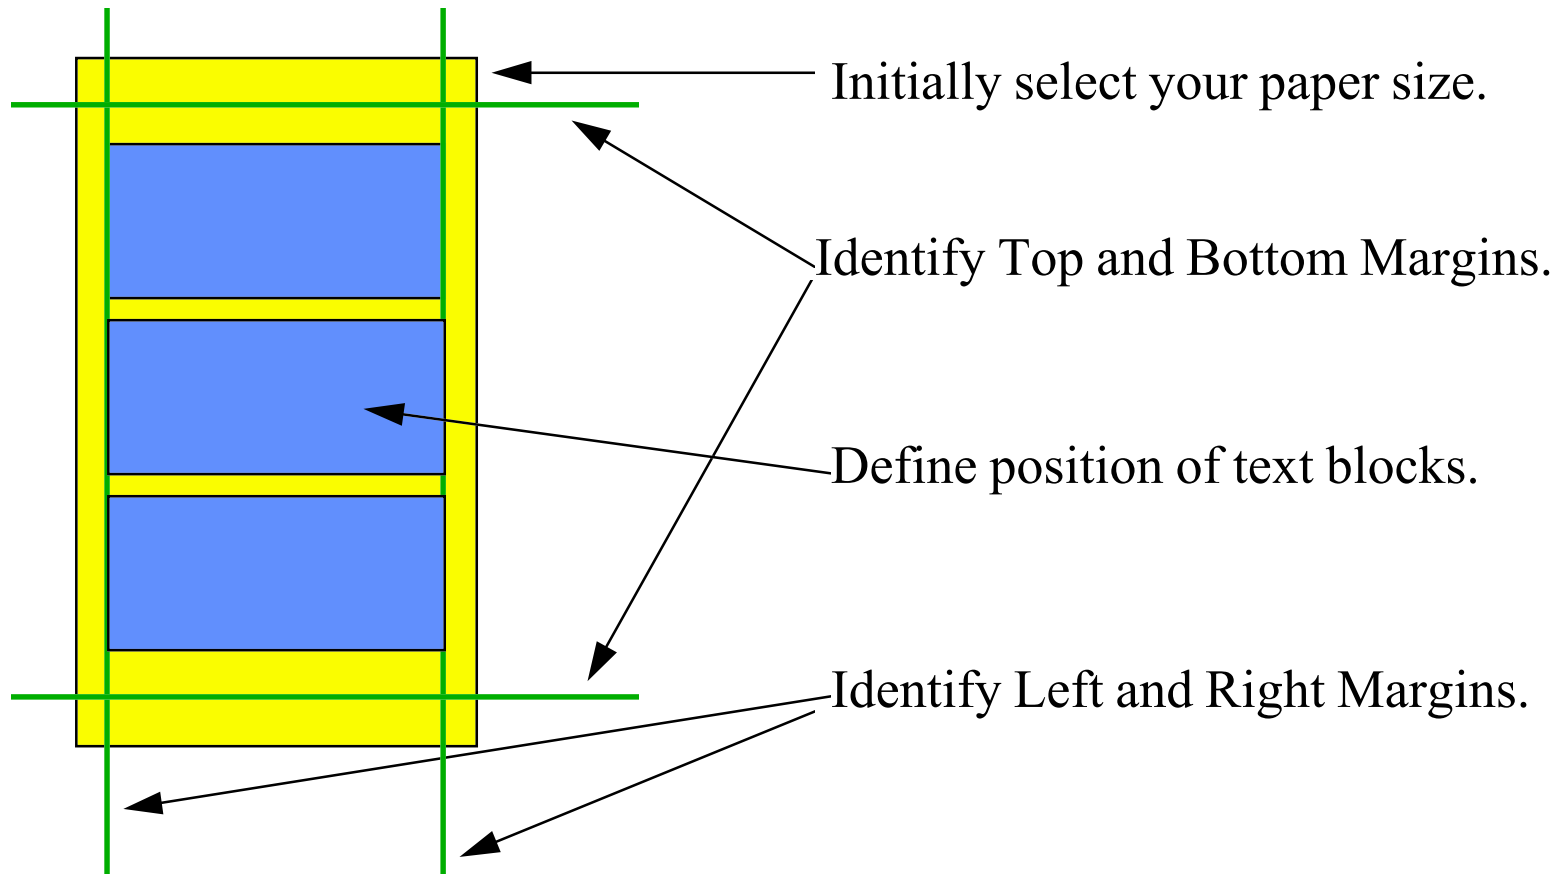 Initially select your paper size.
Identify Top and Bottom Margins.
Define position of text blocks.
Identify Left and Right Margins.